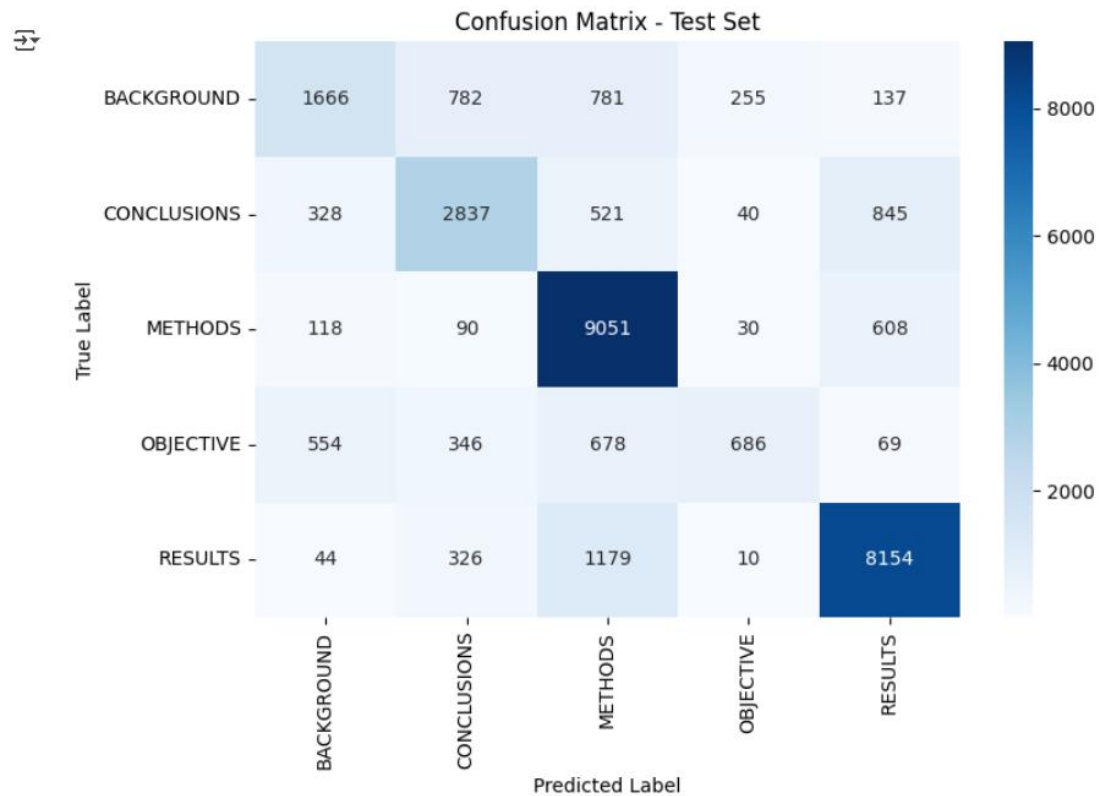 Confusion Matrix - Test Set
BACKGROUND 1666 782 781 255 137
CONCLUSIONS 328 2837 521 40 845
METHODS 118 90 9051 30 608
OBJECTIVE 554 346 678 686 69
RESULTS 44 326 1179 10 8154
True Label
BACKGROUND CONCLUSIONS METHODS OBJECTIVE RESULTS
Predicted Label
8000
6000
4000
2000